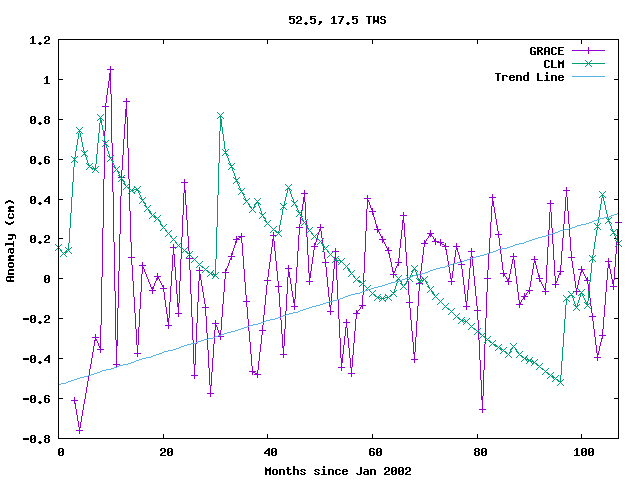 52.5, 17.5 TWS
GRACE
CLM
Trend Line
1.2
1
0.8
0.6
0.4
0.2
0
-0.2
-0.4
-0.6
-0.8
Anomaly (cm)
0 20 40 60 80 100
Months since Jan 2002